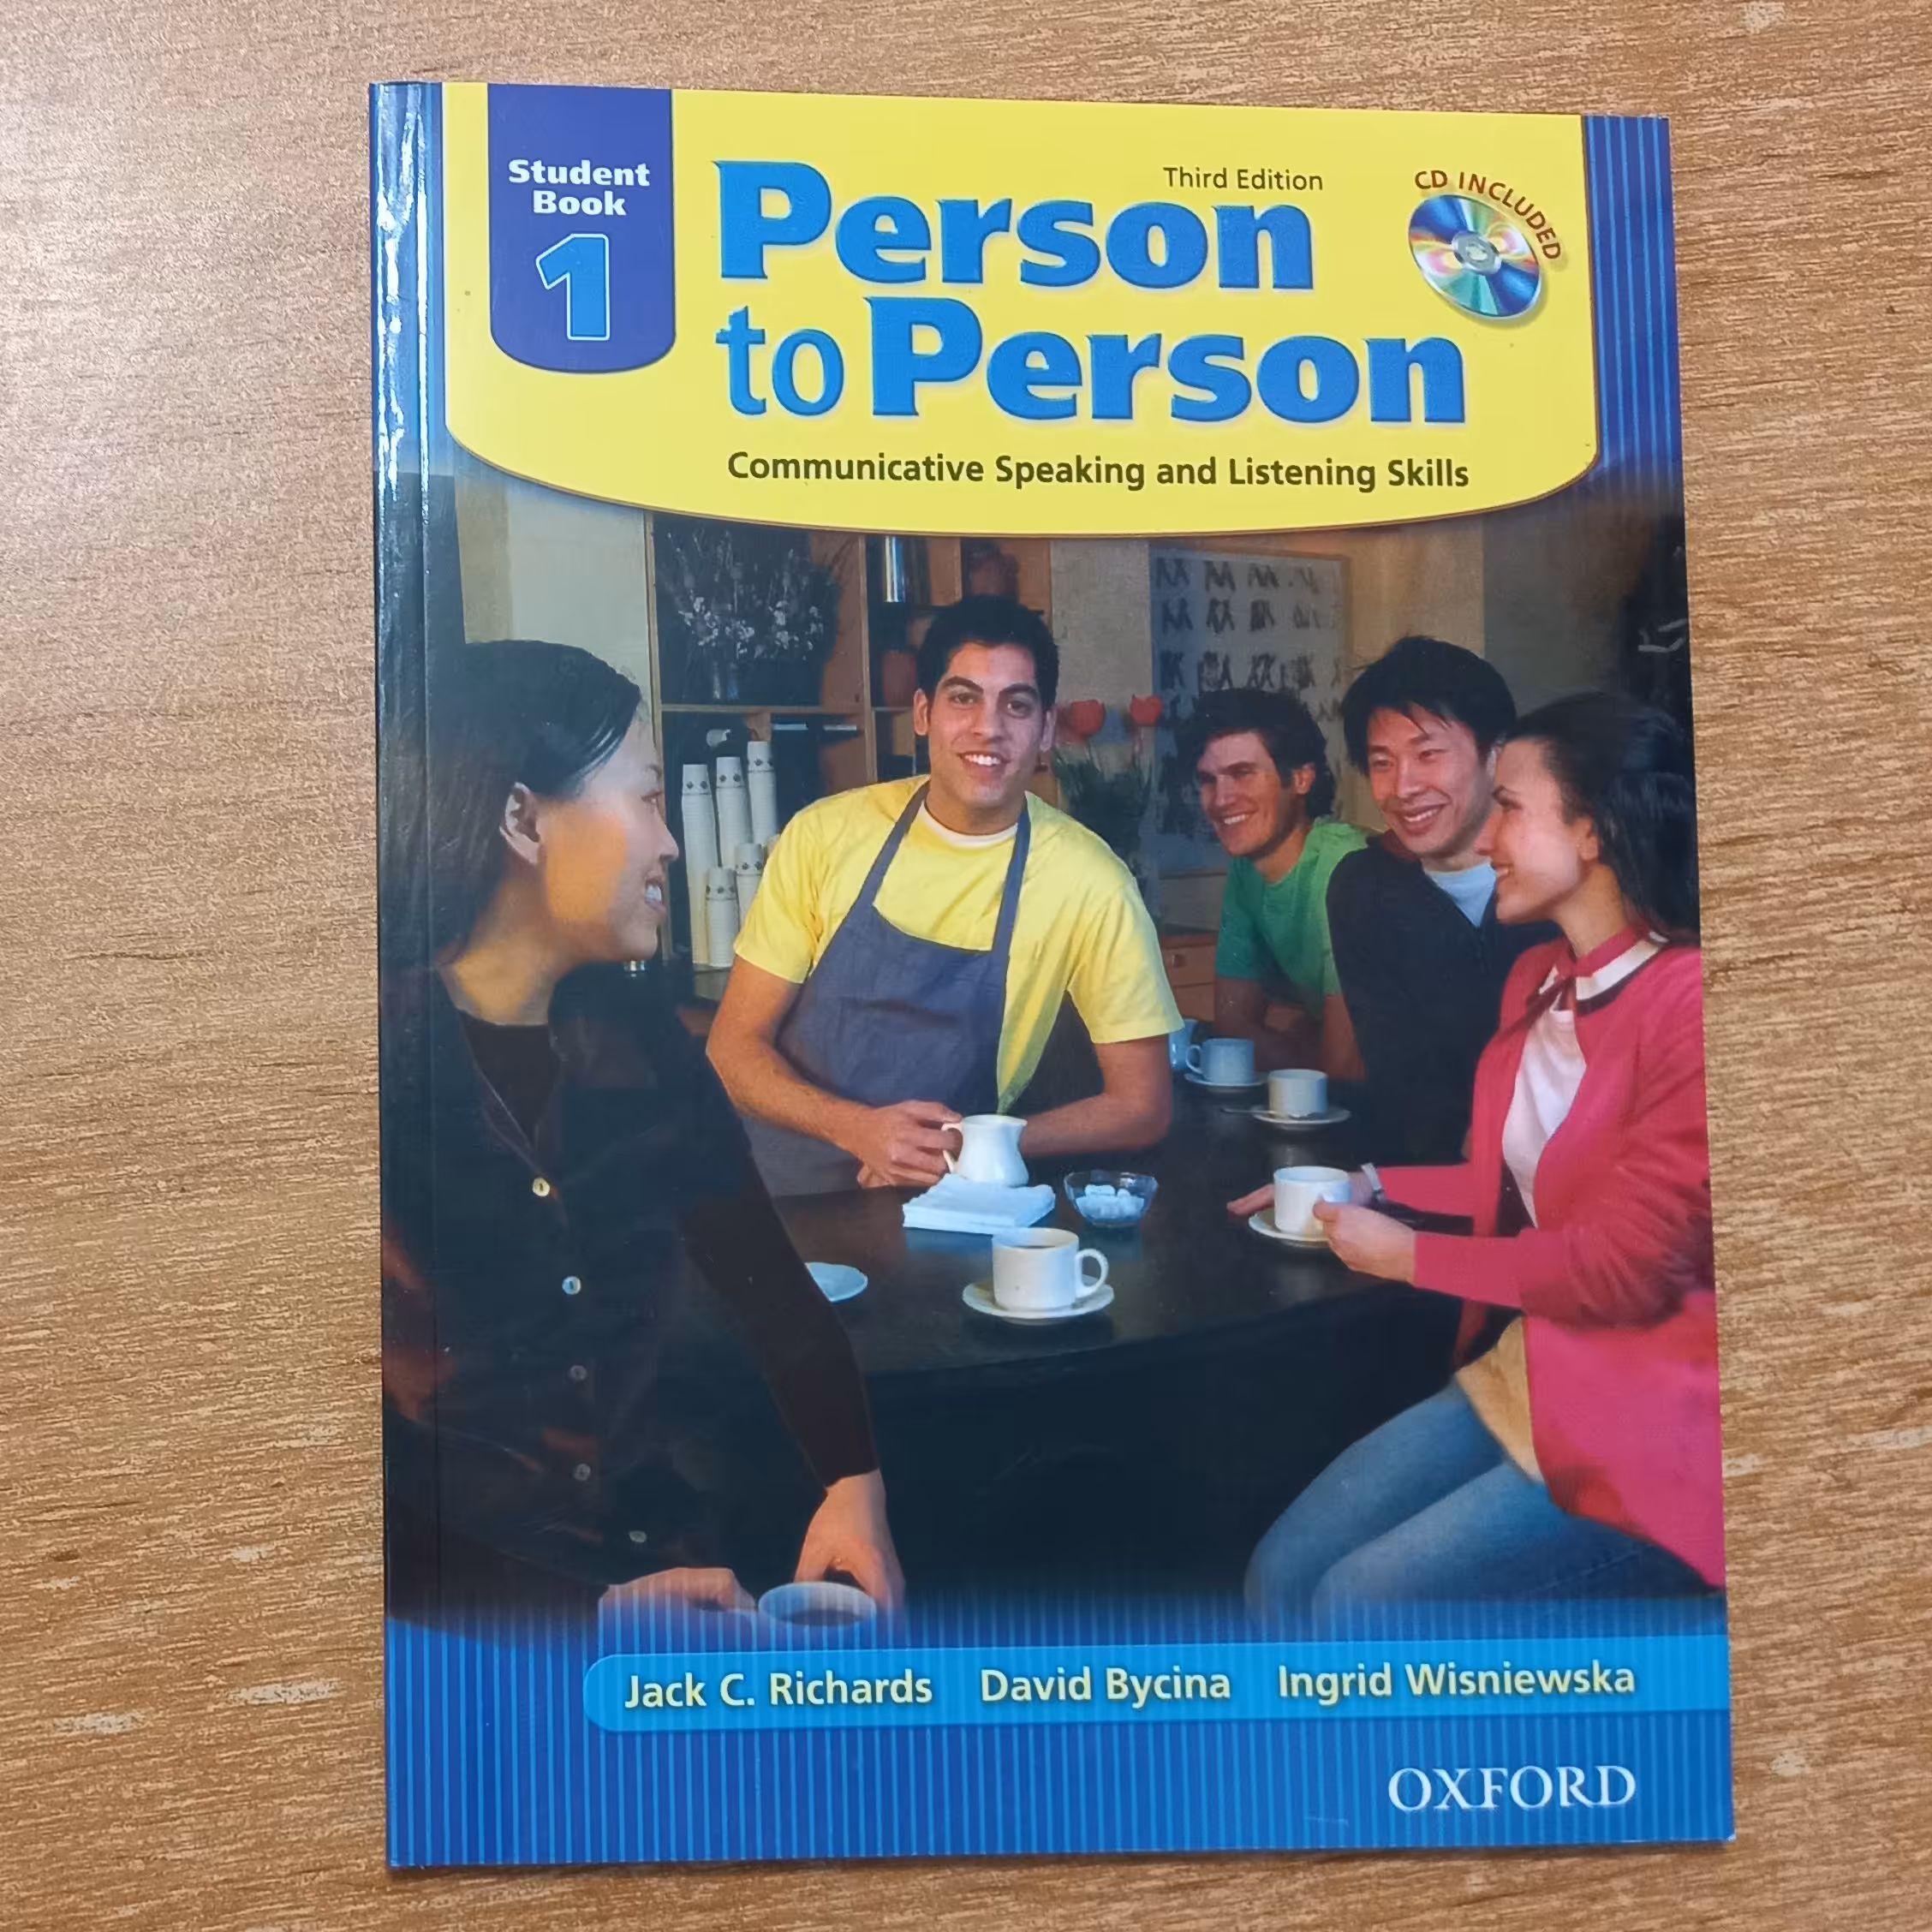 Student
Book
1
Third Edition
CD INCLUDED
Person
to Person
Communicative Speaking and Listening Skills
Jack C. Richards David Bycina Ingrid Wisniewska
OXFORD